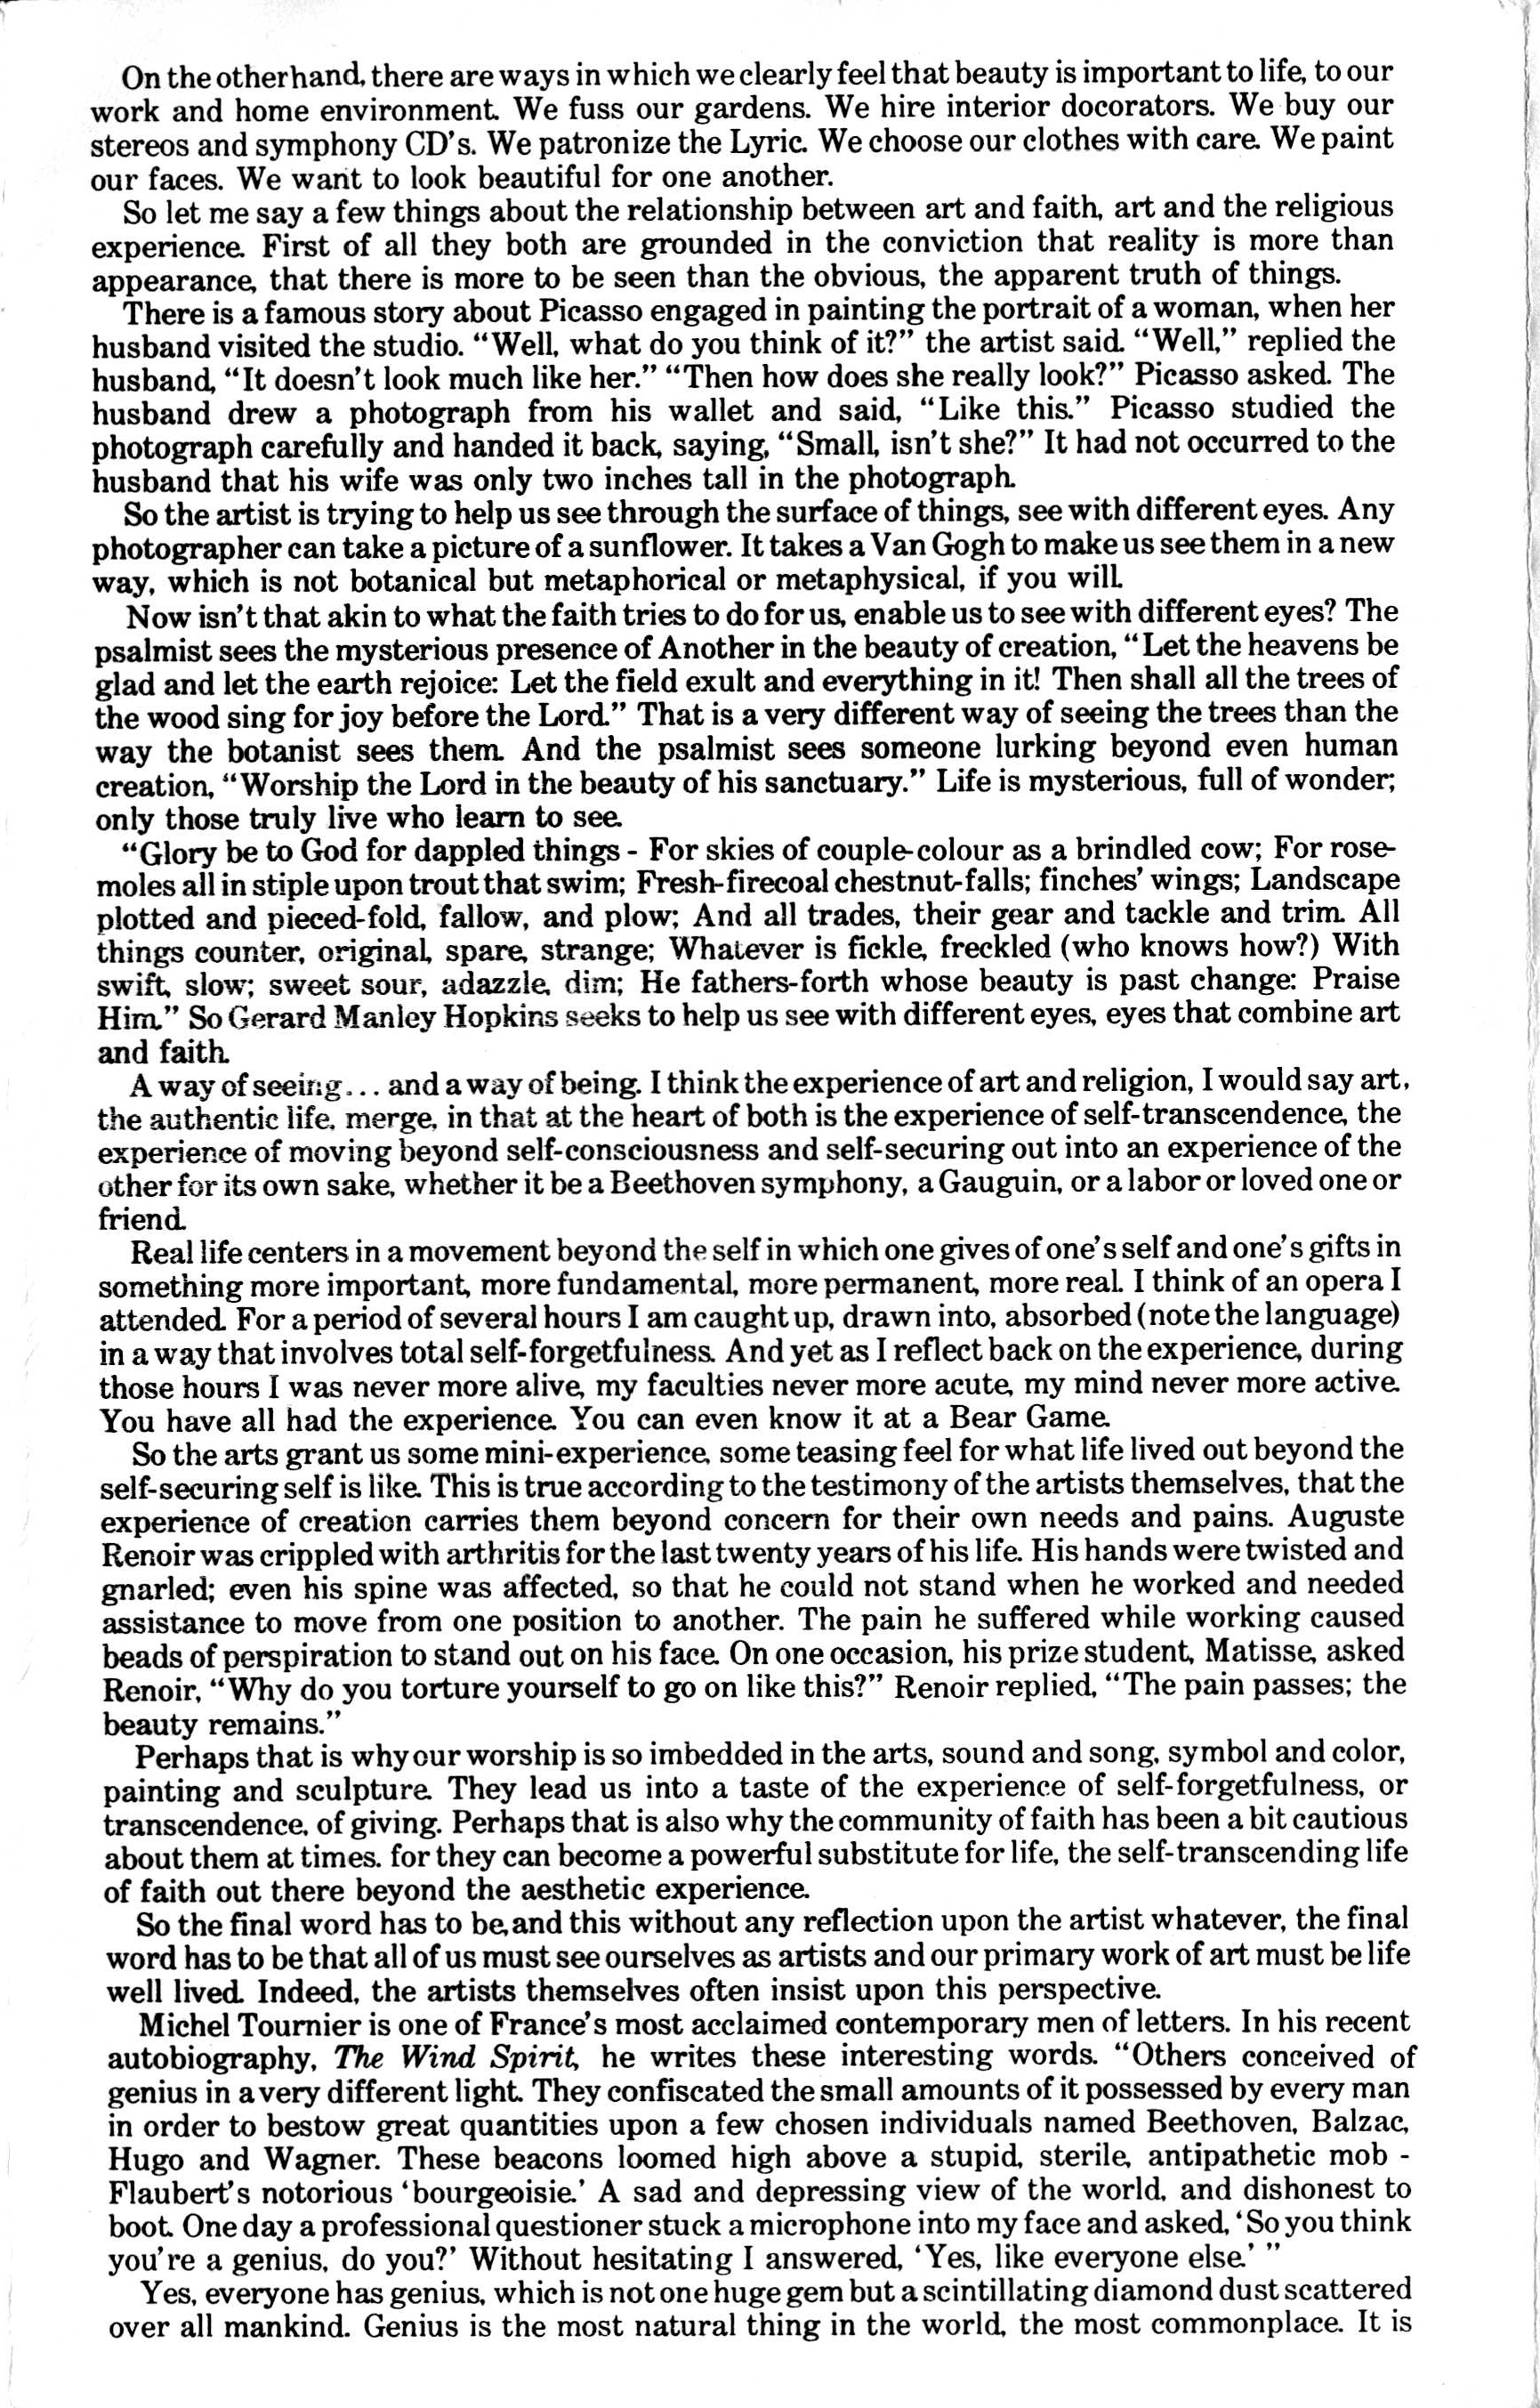 On the otherhand, there are ways in which we clearly feel that beauty is important to life, to our
work and home environment. We fuss our gardens. We hire interior docorators. We buy our
stereos and symphony CD's. We patronize the Lyric. We choose our clothes with care. We paint
our faces. We want to look beautiful for one another.
So let me say a few things about the relationship between art and faith, art and the religious
experience. First of all they both are grounded in the conviction that reality is more than
appearance, that there is more to be seen than the obvious, the apparent truth of things.
There is a famous story about Picasso engaged in painting the portrait of a woman, when her
husband visited the studio. "Well, what do you think of it?" the artist said. "Well," replied the
husband, "It doesn't look much like her." "Then how does she really look?" Picasso asked. The
husband drew a photograph from his wallet and said, "Like this." Picasso studied the
photograph carefully and handed it back, saying, "Small, isn't she?" It had not occurred to the
husband that his wife was only two inches tall in the photograph.
So the artist is trying to help us see through the surface of things, see with different eyes. Any
photographer can take a picture of a sunflower. It takes a Van Gogh to make us see them in a new
way, which is not botanical but metaphorical or metaphysical, if you will.
Now isn't that akin to what the faith tries to do for us, enable us to see with different eyes? The
psalmist sees the mysterious presence of Another in the beauty of creation, "Let the heavens be
glad and let the earth rejoice: Let the field exult and everything in it! Then shall all the trees of
the wood sing for joy before the Lord." That is a very different way of seeing the trees than the
way the botanist sees them. And the psalmist sees someone lurking beyond even human
creation, "Worship the Lord in the beauty of his sanctuary." Life is mysterious, full of wonder;
only those truly live who learn to see.
"Glory be to God for dappled things - For skies of couple-colour as a brindled cow; For rose-
moles all in stiple upon trout that swim; Fresh-firecoal chestnut-falls; finches' wings; Landscape
plotted and pieced-fold, fallow, and plow; And all trades, their gear and tackle and trim. All
things counter, original, spare, strange; Whatever is fickle, freckled (who knows how?) With
swift, slow; sweet sour, adazzle, dim; He fathers-forth whose beauty is past change: Praise
Him." So Gerard Manley Hopkins seeks to help us see with different eyes, eyes that combine art
and faith.
A way of seeing... and a way of being. I think the experience of art and religion, I would say art,
the authentic life, merge, in that at the heart of both is the experience of self-transcendence, the
experience of moving beyond self-consciousness and self-securing out into an experience of the
other for its own sake, whether it be a Beethoven symphony, a Gauguin, or a labor or loved one or
friend.
Real life centers in a movement beyond the self in which one gives of one's self and one's gifts in
something more important, more fundamental, more permanent, more real. I think of an opera I
attended. For a period of several hours I am caught up, drawn into, absorbed (note the language)
in a way that involves total self-forgetfulness. And yet as I reflect back on the experience, during
those hours I was never more alive, my faculties never more acute, my mind never more active.
You have all had the experience. You can even know it at a Bear Game.
So the arts grant us some mini-experience, some teasing feel for what life lived out beyond the
self-securing self is like. This is true according to the testimony of the artists themselves, that the
experience of creation carries them beyond concern for their own needs and pains. Auguste
Renoir was crippled with arthritis for the last twenty years of his life. His hands were twisted and
gnarled; even his spine was affected, so that he could not stand when he worked and needed
assistance to move from one position to another. The pain he suffered while working caused
beads of perspiration to stand out on his face. On one occasion, his prize student, Matisse, asked
Renoir, "Why do you torture yourself to go on like this?" Renoir replied, "The pain passes; the
beauty remains."
Perhaps that is why our worship is so imbedded in the arts, sound and song, symbol and color,
painting and sculpture. They lead us into a taste of the experience of self-forgetfulness, or
transcendence, of giving. Perhaps that is also why the community of faith has been a bit cautious
about them at times. for they can become a powerful substitute for life, the self-transcending life
of faith out there beyond the aesthetic experience.
So the final word has to be, and this without any reflection upon the artist whatever, the final
word has to be that all of us must see ourselves as artists and our primary work of art must be life
well lived. Indeed, the artists themselves often insist upon this perspective.
Michel Tournier is one of France's most acclaimed contemporary men of letters. In his recent
autobiography, The Wind Spirit, he writes these interesting words. "Others conceived of
genius in a very different light. They confiscated the small amounts of it possessed by every man
in order to bestow great quantities upon a few chosen individuals named Beethoven, Balzac,
Hugo and Wagner. These beacons loomed high above a stupid, sterile, antipathetic mob -
Flaubert's notorious 'bourgeoisie.' A sad and depressing view of the world, and dishonest to
boot. One day a professional questioner stuck a microphone into my face and asked, 'So you think
you're a genius, do you?' Without hesitating I answered, 'Yes, like everyone else.' "
Yes, everyone has genius, which is not one huge gem but a scintillating diamond dust scattered
over all mankind. Genius is the most natural thing in the world, the most commonplace. It is